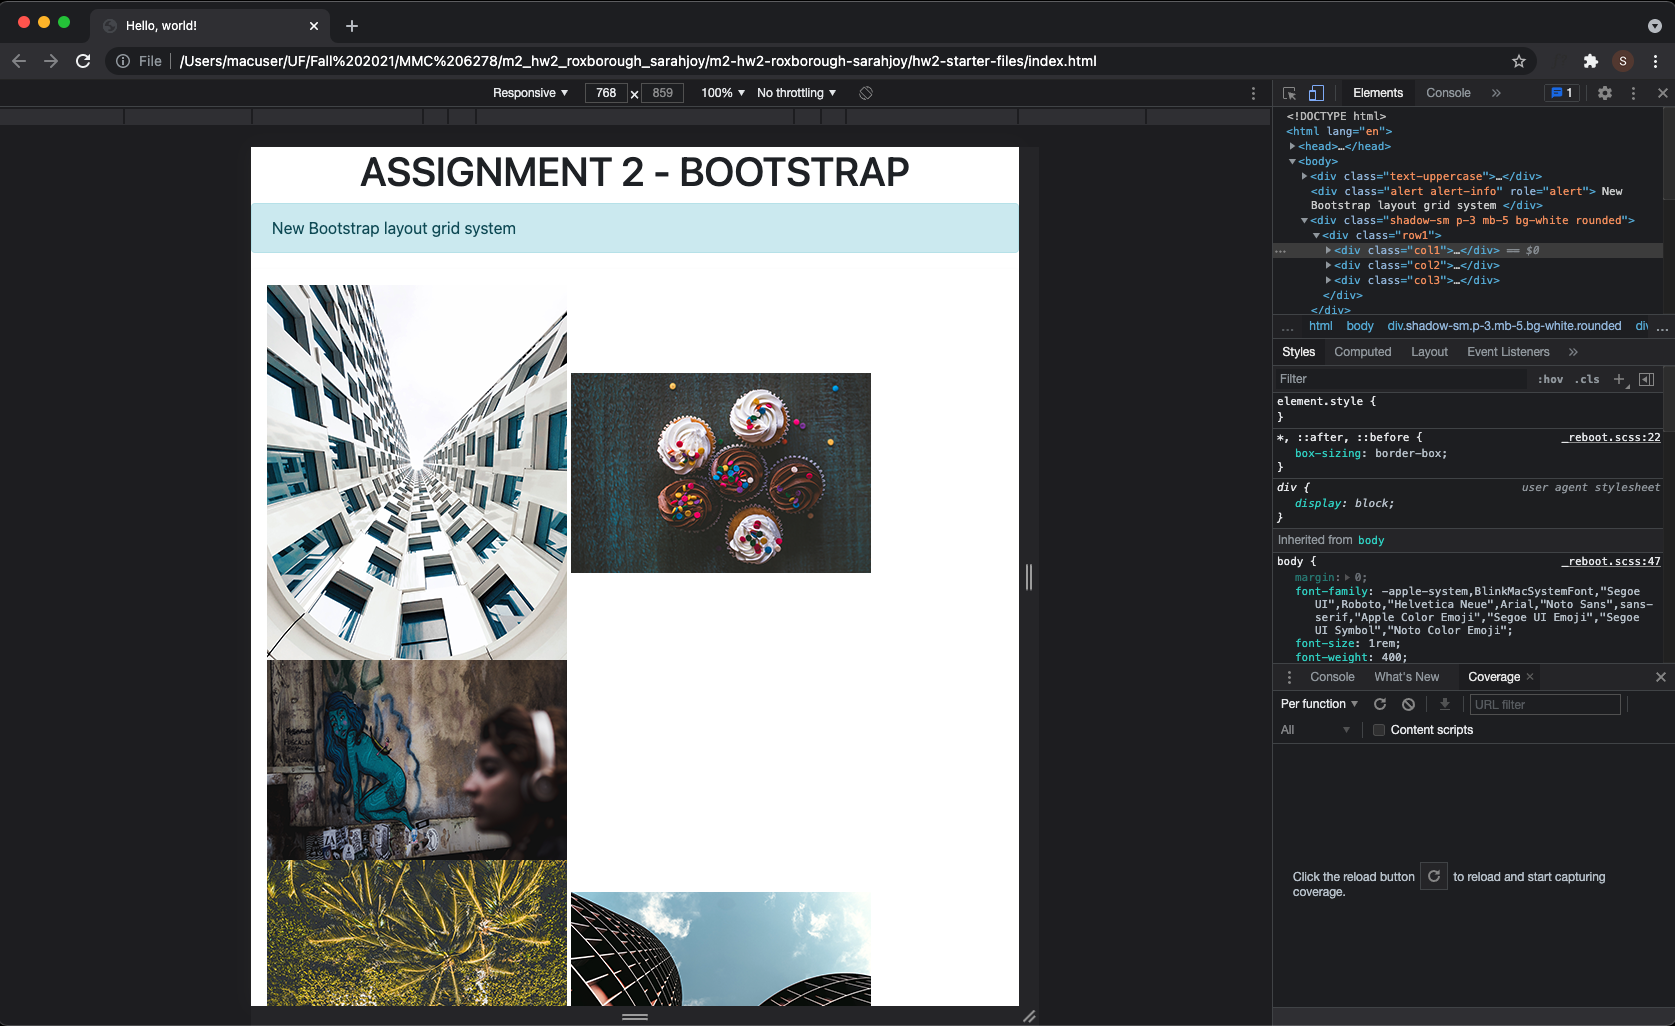 Hello, world!
File /Users/macuser/UF/Fall%202021/MMC%206278/m2_hw2_roxborough_sarahjoy/m2-hw2-roxborough-sarahjoy/hw2-starter-files/index.html
S
Responsive ▼ 768 x 859 100% ▼ No throttling ▼
ASSIGNMENT 2 - BOOTSTRAP
New Bootstrap layout grid system
Elements Console » 1
<!DOCTYPE html>
<html lang="en">
▶<head>…</head>
▼<body>
▶<div class="text-uppercase">…</div>
<div class="alert alert-info" role="alert"> New
Bootstrap layout grid system </div>
▼<div class="shadow-sm p-3 mb-5 bg-white rounded">
▼<div class="row1">
… ▶<div class="col1">…</div> == $0
▶<div class="col2">…</div>
▶<div class="col3">…</div>
</div>
</div>
… html body div.shadow-sm.p-3.mb-5.bg-white.rounded div …
Styles Computed Layout Event Listeners »
Filter :hov .cls +
element.style {
}
*, ::after, ::before { _reboot.scss:22
box-sizing: border-box;
}
div { user agent stylesheet
display: block;
}
Inherited from body
body { _reboot.scss:47
margin:▶ 0;
font-family: -apple-system,BlinkMacSystemFont,"Segoe
UI",Roboto,"Helvetica Neue",Arial,"Noto Sans",sans-
serif,"Apple Color Emoji","Segoe UI Emoji","Segoe
UI Symbol","Noto Color Emoji";
font-size: 1rem;
font-weight: 400;
Console What's New Coverage ×
Per function ▼ URL filter
All ▼ Content scripts
Click the reload button to reload and start capturing
coverage.